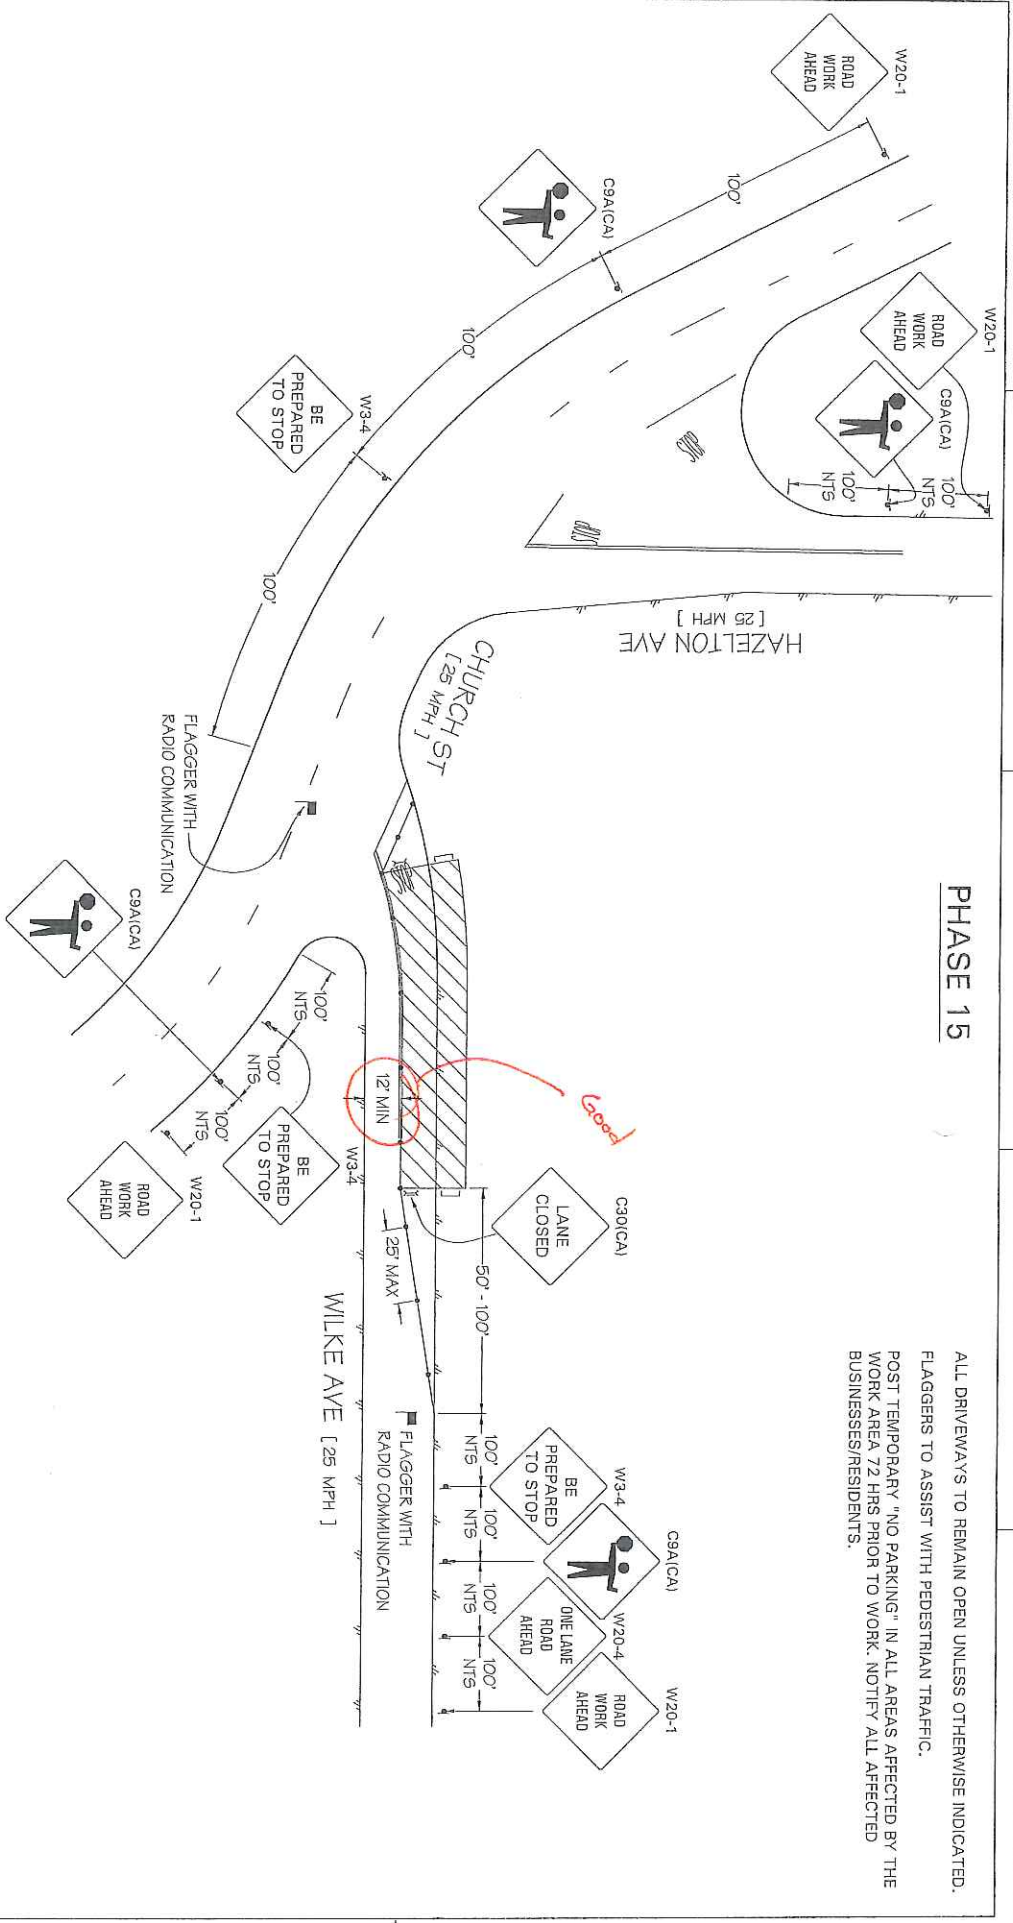 PHASE 15
ALL DRIVEWAYS TO REMAIN OPEN UNLESS OTHERWISE INDICATED.
FLAGGERS TO ASSIST WITH PEDESTRIAN TRAFFIC.
POST TEMPORARY "NO PARKING" IN ALL AREAS AFFECTED BY THE
WORK AREA 72 HRS PRIOR TO WORK. NOTIFY ALL AFFECTED
BUSINESSES/RESIDENTS.
W20-1
ROAD
WORK
AHEAD
100'
C9A(CA)
100'
W3-4
BE
PREPARED
TO STOP
100'
W20-1
ROAD
WORK
AHEAD
C9A(CA)
100'
NTS
100'
NTS
STOP
STOP
HAZELTON AVE
[ 25 MPH ]
CHURCH ST
[ 25 MPH ]
FLAGGER WITH
RADIO COMMUNICATION
STOP
C9A(CA)
100'
NTS
100'
NTS
100'
NTS
W3-4
BE
PREPARED
TO STOP
W20-1
ROAD
WORK
AHEAD
12' MIN
Good
C30(CA)
LANE
CLOSED
50' - 100'
25' MAX
WILKE AVE [ 25 MPH ]
FLAGGER WITH
RADIO COMMUNICATION
100'
NTS
100'
NTS
100'
NTS
100'
NTS
W3-4
BE
PREPARED
TO STOP
C9A(CA)
W20-4
ONE LANE
ROAD
AHEAD
W20-1
ROAD
WORK
AHEAD